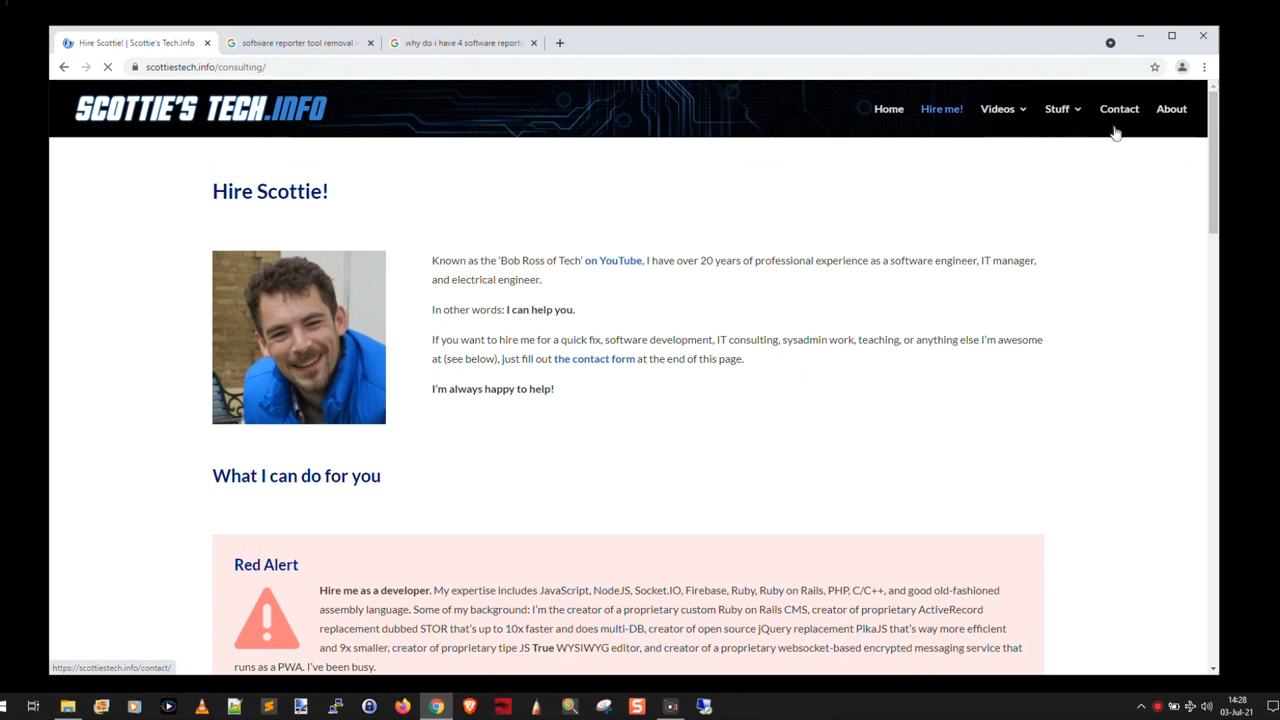 Hire Scottie! | Scottie's Tech.Info
software reporter tool removal -
why do i have 4 software report
scottiestech.info/consulting/
SCOTTIE'S TECH.INFO
Home
Hire me!
Videos
Stuff
Contact
About
Hire Scottie!
Known as the 'Bob Ross of Tech' on YouTube, I have over 20 years of professional experience as a software engineer, IT manager,
and electrical engineer.
In other words: I can help you.
If you want to hire me for a quick fix, software development, IT consulting, sysadmin work, teaching, or anything else I'm awesome
at (see below), just fill out the contact form at the end of this page.
I'm always happy to help!
What I can do for you
Red Alert
Hire me as a developer. My expertise includes JavaScript, NodeJS, Socket.IO, Firebase, Ruby, Ruby on Rails, PHP, C/C++, and good old-fashioned
assembly language. Some of my background: I'm the creator of a proprietary custom Ruby on Rails CMS, creator of proprietary ActiveRecord
replacement dubbed STOR that's up to 10x faster and does multi-DB, creator of open source jQuery replacement PikaJS that's way more efficient
and 9x smaller, creator of proprietary tipe JS True WYSIWYG editor, and creator of a proprietary websocket-based encrypted messaging service that
runs as a PWA. I've been busy.
https://scottiestech.info/contact/
14:28
03-Jul-21